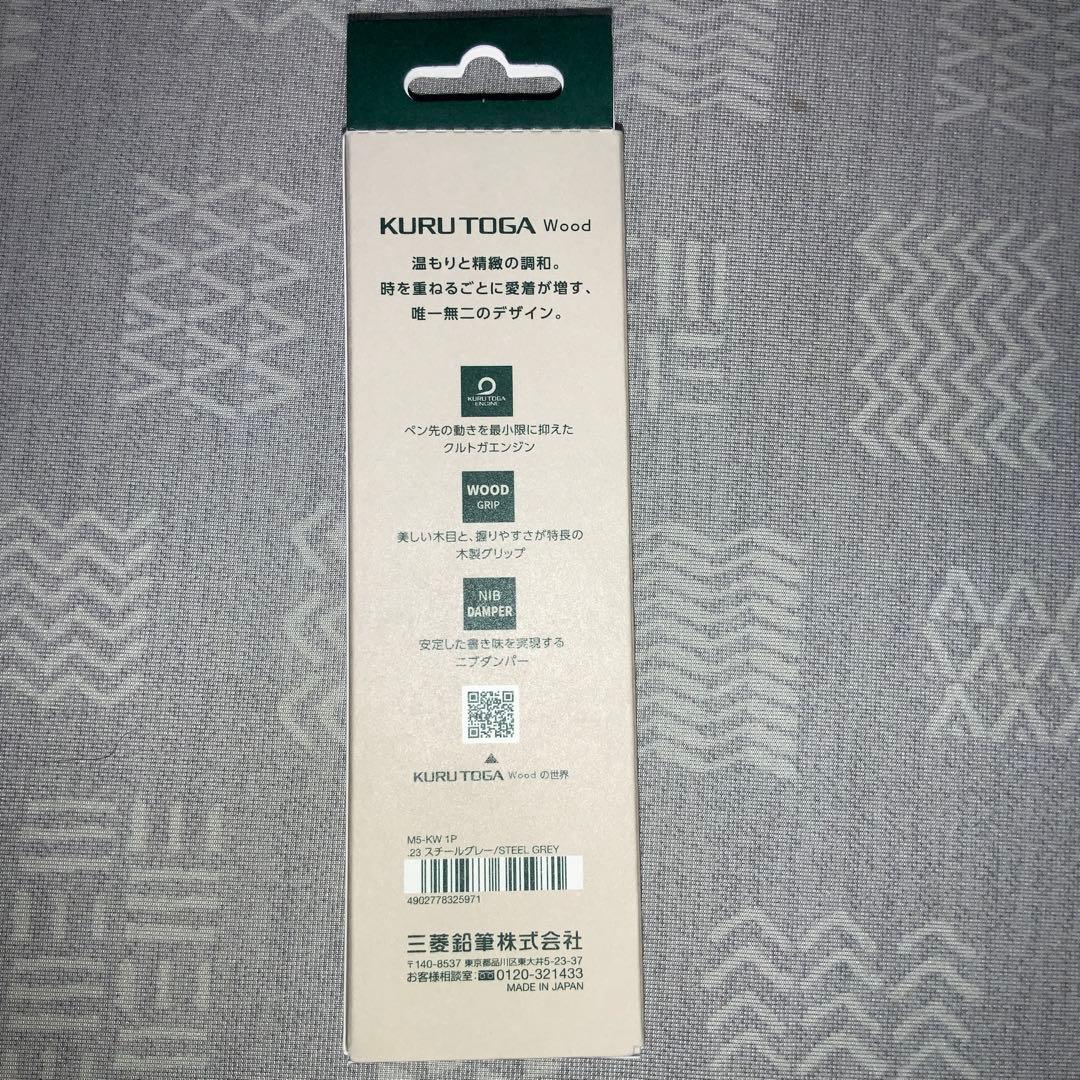 KURU TOGA Wood
温もりと精緻の調和。
時を重ねるごとに愛着が増す、
唯一無二のデザイン。
KURU TOGA
ENGINE
ペン先の動きを最小限に抑えた
クルトガエンジン
WOOD
GRIP
美しい木目と、握りやすさが特長の
木製グリップ
NIB
DAMPER
安定した書き味を実現する
ニブダンパー
KURU TOGA Wood の世界
M5-KW 1P
.23 スチールグレー/STEEL GREY
4902778325971
三菱鉛筆株式会社
〒140-8537 東京都品川区東大井5-23-37
お客様相談室:0120-321433
MADE IN JAPAN